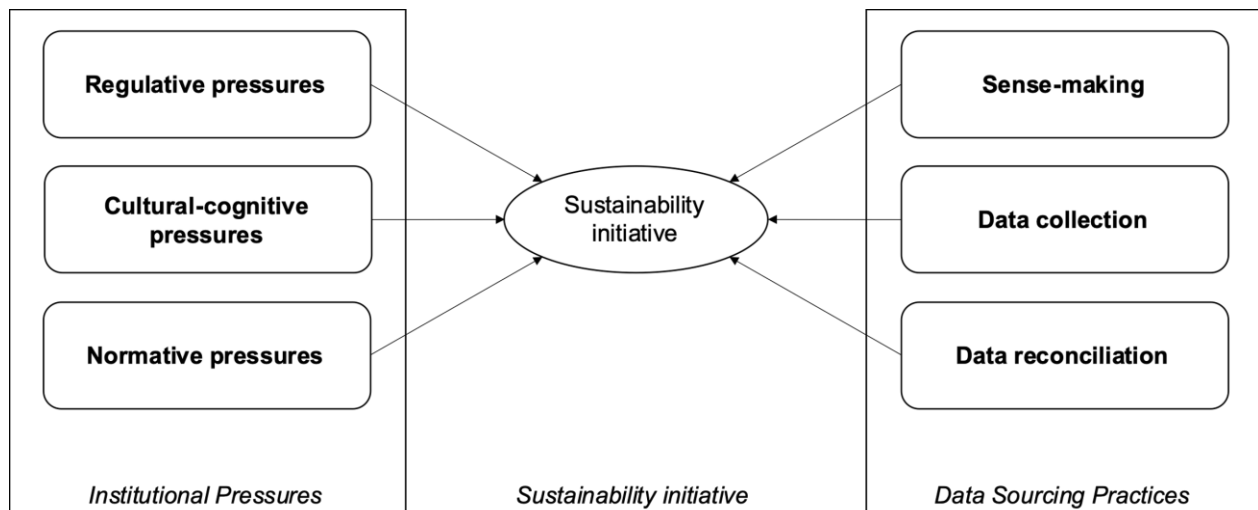 Regulative pressures
Cultural-cognitive
pressures
Normative pressures
Institutional Pressures
Sustainability
initiative
Sustainability initiative
Sense-making
Data collection
Data reconciliation
Data Sourcing Practices